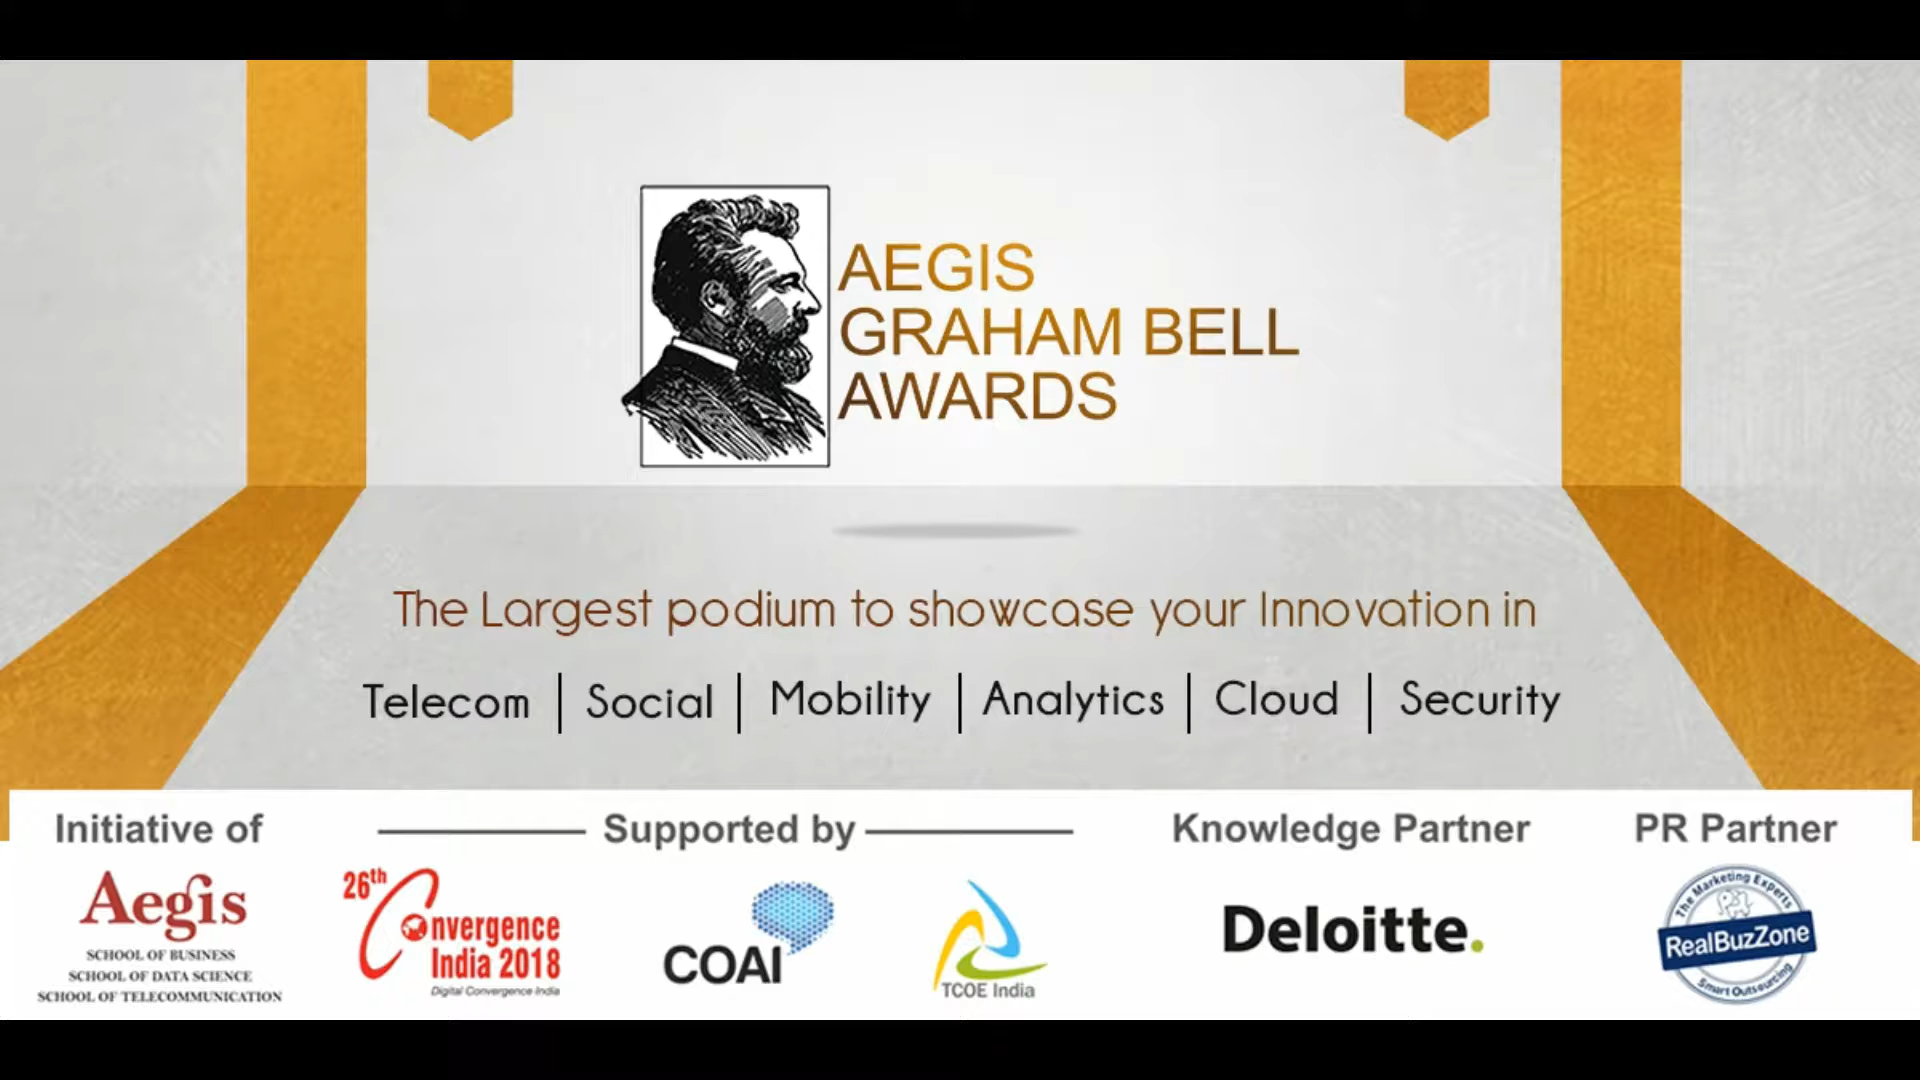 AEGIS
GRAHAM BELL
AWARDS
The Largest podium to showcase your Innovation in
Telecom | Social | Mobility | Analytics | Cloud | Security
Initiative of
Aegis
SCHOOL OF BUSINESS
SCHOOL OF DATA SCIENCE
SCHOOL OF TELECOMMUNICATION
Supported by
26th
Convergence
India 2018
Digital Convergence India
COAI
TCOE India
Knowledge Partner
Deloitte.
PR Partner
The Marketing Experts
RealBuzZone
Smart Outsourcing